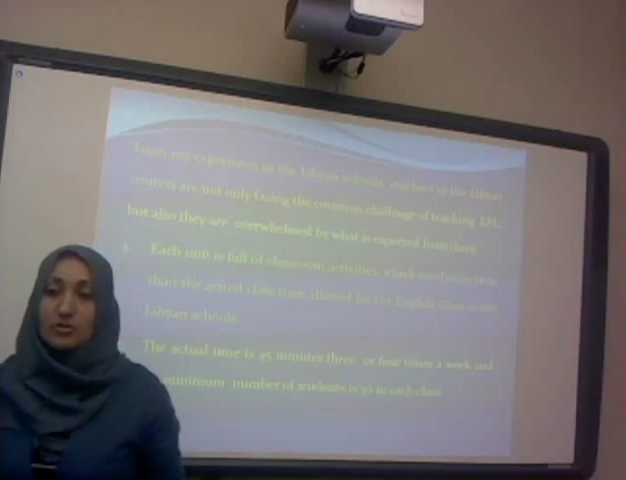 From my experience in the Libyan schools, teachers in the Libyan
context are not only facing the common challenge of teaching EFL,
but also they are overwhelmed by what is expected from them
1. Each unit is full of classroom activities, which need more time
than the actual class time allotted for the English class in the
Libyan schools.
The actual time is 45 minutes three or four times a week and
minimum number of students is 30 in each class